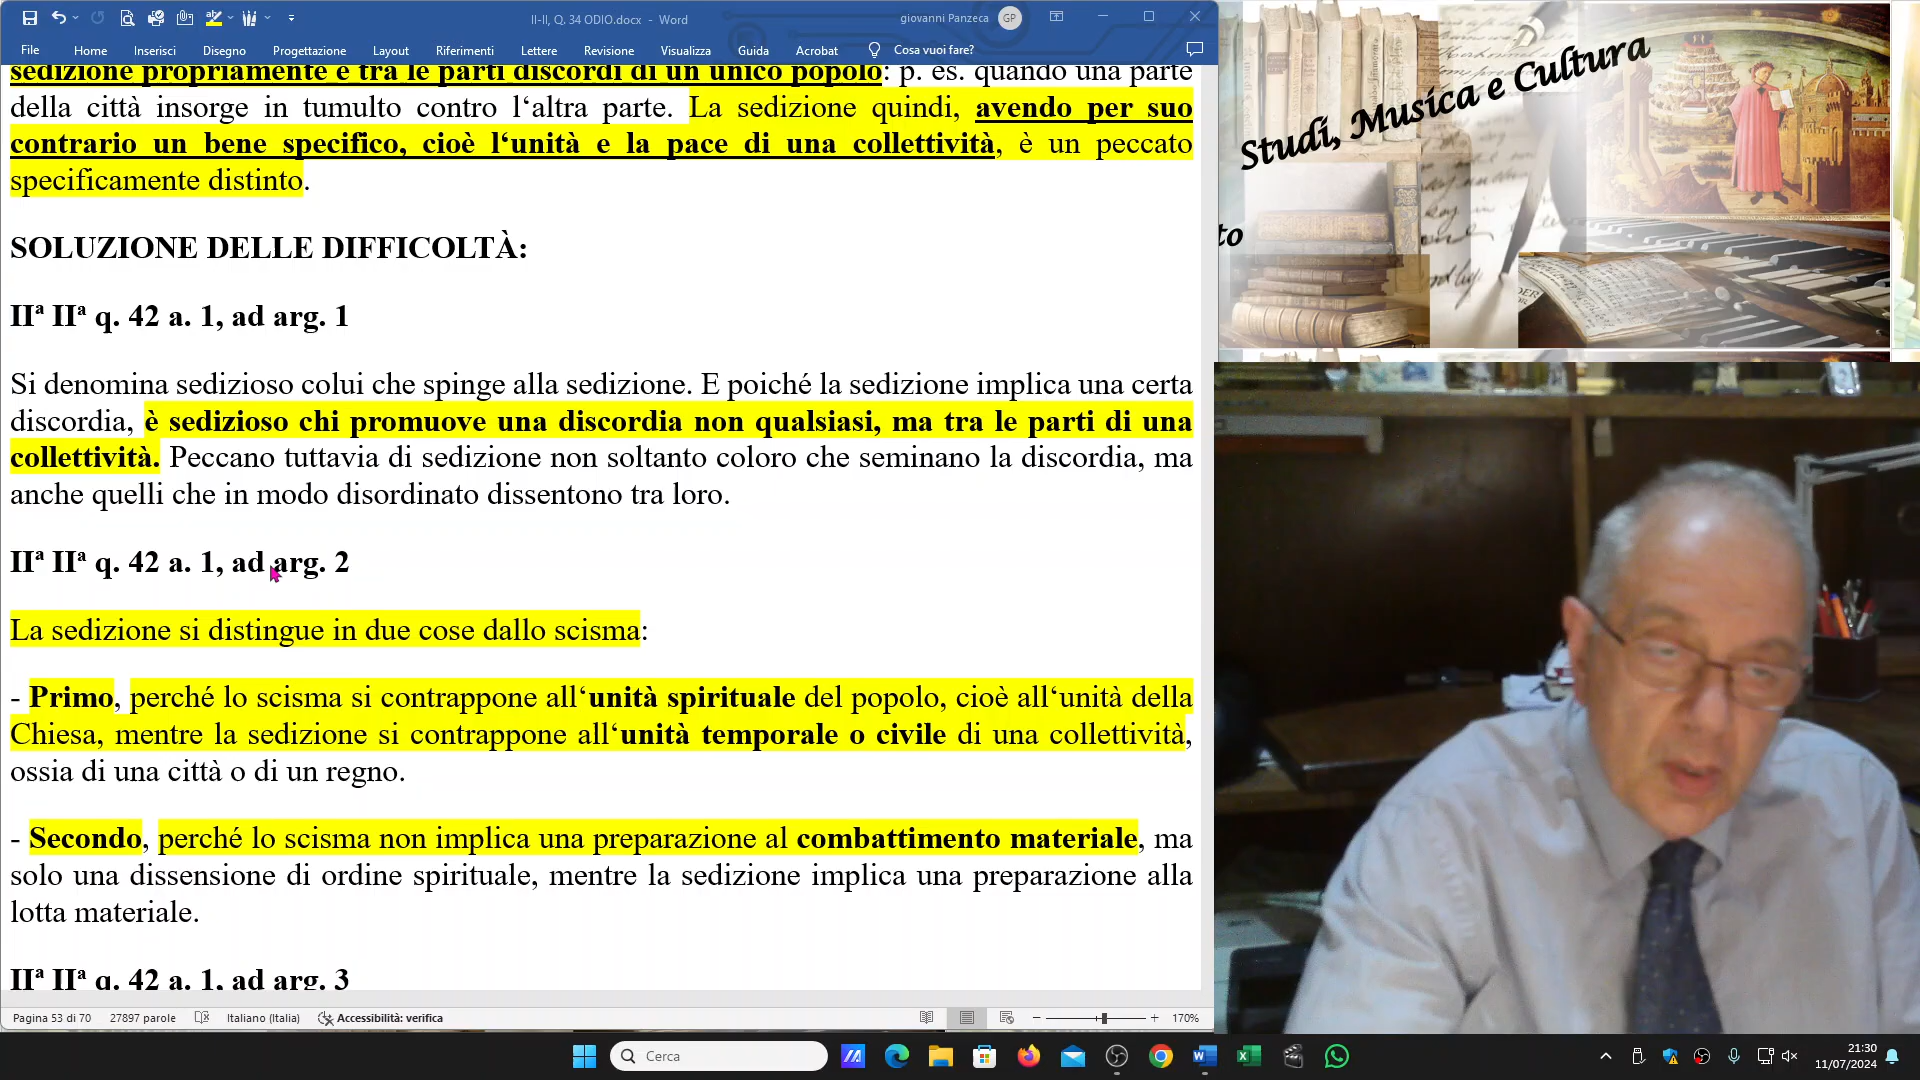 II-II, Q, 34 ODIO.docx - Word
giovanni Panzeca
GP
File Home Inserisci Disegno Progettazione Layout Riferimenti Lettere Revisione Visualizza Guida Acrobat Cosa vuoi fare?
sedizione propriamente è tra le parti discordi di un unico popolo: p. es. quando una parte
della città insorge in tumulto contro l‘altra parte. La sedizione quindi, avendo per suo
contrario un bene specifico, cioè l‘unità e la pace di una collettività, è un peccato
specificamente distinto.
SOLUZIONE DELLE DIFFICOLTÀ:
IIª IIª q. 42 a. 1, ad arg. 1
Si denomina sedizioso colui che spinge alla sedizione. E poiché la sedizione implica una certa
discordia, è sedizioso chi promuove una discordia non qualsiasi, ma tra le parti di una
collettività. Peccano tuttavia di sedizione non soltanto coloro che seminano la discordia, ma
anche quelli che in modo disordinato dissentono tra loro.
IIª IIª q. 42 a. 1, ad arg. 2
La sedizione si distingue in due cose dallo scisma:
- Primo, perché lo scisma si contrappone all‘unità spirituale del popolo, cioè all‘unità della
Chiesa, mentre la sedizione si contrappone all‘unità temporale o civile di una collettività,
ossia di una città o di un regno.
- Secondo, perché lo scisma non implica una preparazione al combattimento materiale, ma
solo una dissensione di ordine spirituale, mentre la sedizione implica una preparazione alla
lotta materiale.
IIª IIª q. 42 a. 1, ad arg. 3
Pagina 53 di 70 27897 parole Italiano (Italia) Accessibilità: verifica 170%
Studi, Musica e Cultura
to
Cerca
21:30
11/07/2024